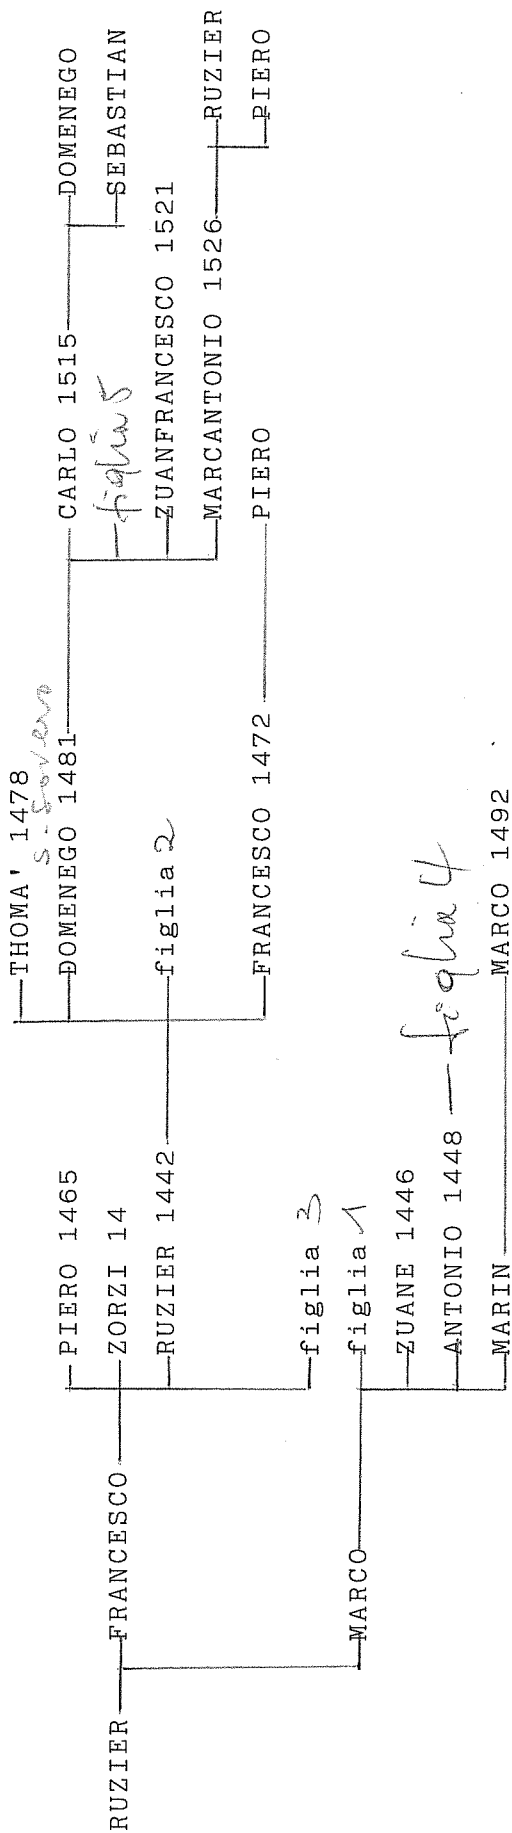 RUZIER
FRANCESCO
MARCO
PIERO 1465
ZORZI 14
RUZIER 1442
figlia 3
figlia 1
ZUANE 1446
ANTONIO 1448
MARIN
THOMA' 1478
DOMENEGO 1481
figlia 2
FRANCESCO 1472
figlia 4
MARCO 1492
CARLO 1515
figlia 5
ZUANFRANCESCO 1521
MARCANTONIO 1526
PIERO
DOMENEGO
SEBASTIAN
RUZIER
PIERO